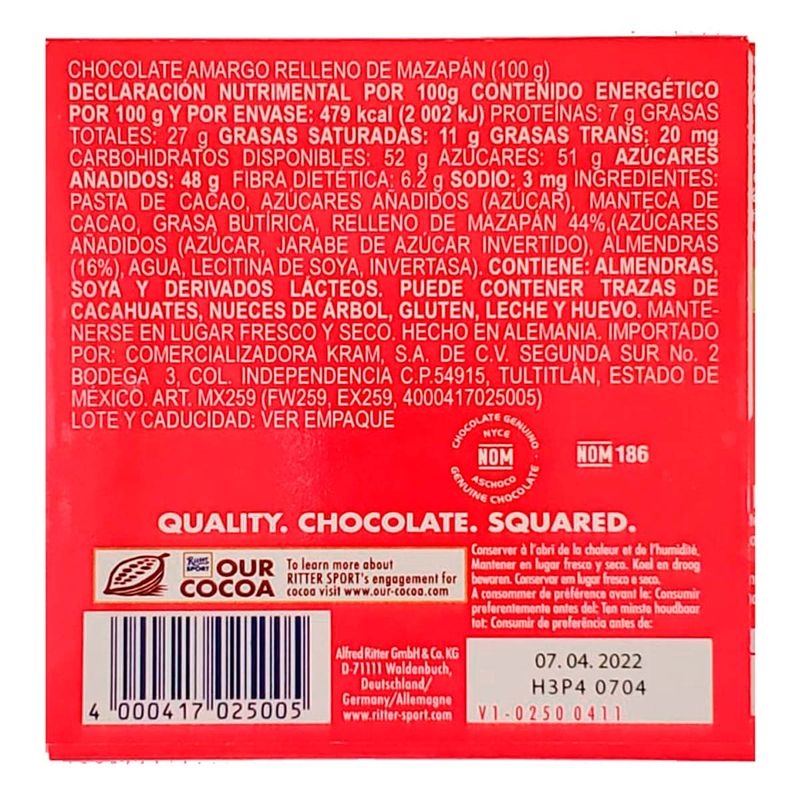 CHOCOLATE AMARGO RELLENO DE MAZAPÁN (100 g)
DECLARACIÓN NUTRIMENTAL POR 100g CONTENIDO ENERGÉTICO
POR 100 g Y POR ENVASE: 479 kcal (2 002 kJ) PROTEÍNAS: 7 g GRASAS
TOTALES: 27 g GRASAS SATURADAS: 11 g GRASAS TRANS: 20 mg
CARBOHIDRATOS DISPONIBLES: 52 g AZÚCARES: 51 g AZÚCARES
AÑADIDOS: 48 g FIBRA DIETÉTICA: 6.2 g SODIO: 3 mg INGREDIENTES:
PASTA DE CACAO, AZÚCARES AÑADIDOS (AZÚCAR), MANTECA DE
CACAO, GRASA BUTÍRICA, RELLENO DE MAZAPÁN 44%,(AZÚCARES
AÑADIDOS (AZÚCAR, JARABE DE AZÚCAR INVERTIDO), ALMENDRAS
(16%), AGUA, LECITINA DE SOYA, INVERTASA). CONTIENE: ALMENDRAS,
SOYA Y DERIVADOS LÁCTEOS. PUEDE CONTENER TRAZAS DE
CACAHUATES, NUECES DE ÁRBOL, GLUTEN, LECHE Y HUEVO. MANTE-
NERSE EN LUGAR FRESCO Y SECO. HECHO EN ALEMANIA. IMPORTADO
POR: COMERCIALIZADORA KRAM, S.A. DE C.V. SEGUNDA SUR No. 2
BODEGA 3, COL. INDEPENDENCIA C.P.54915, TULTITLÁN, ESTADO DE
MÉXICO. ART. MX259 (FW259, EX259, 4000417025005)
LOTE Y CADUCIDAD: VER EMPAQUE
CHOCOLATE GENUINO
NYCE
NOM
ASCHOCO
GENUINE CHOCOLATE
NOM 186
QUALITY. CHOCOLATE. SQUARED.
Ritter SPORT
OUR COCOA
To learn more about
RITTER SPORT's engagement for
cocoa visit www.our-cocoa.com
Conserver à l'abri de la chaleur et de l'humidité.
Mantener en lugar fresco y seco. Koel en droog
bewaren. Conservar em lugar fresco e seco.
A consommer de préférence avant le: Consumir
preferentemente antes del: Ten minste houdbaar
tot: Consumir de preferência antes de:
4 000417 025005
Alfred Ritter GmbH & Co. KG
D-71111 Waldenbuch,
Deutschland/
Germany/Allemagne
www.ritter-sport.com
07. 04. 2022
H3P4 0704
V1-0250 0411